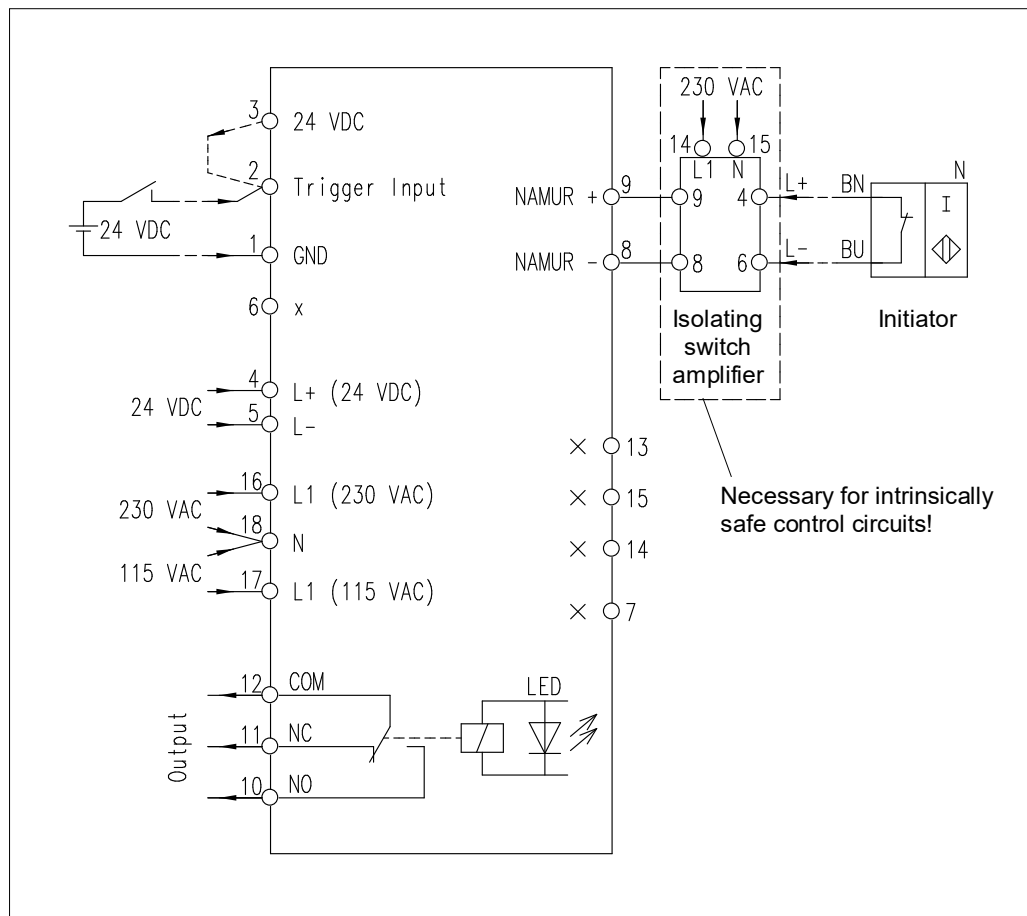 3 24 VDC
2 Trigger Input
24 VDC
1 GND
6 x
4 L+ (24 VDC)
24 VDC
5 L-
16 L1 (230 VAC)
230 VAC
18 N
115 VAC
17 L1 (115 VAC)
12 COM
11 NC
10 NO
Output
LED
NAMUR + 9
NAMUR - 8
× 13
× 15
× 14
× 7
230 VAC
14 15
L1 N
9 4
8 6
L+ BN
L- BU
N
I
Isolating
switch
amplifier
Initiator
Necessary for intrinsically
safe control circuits!